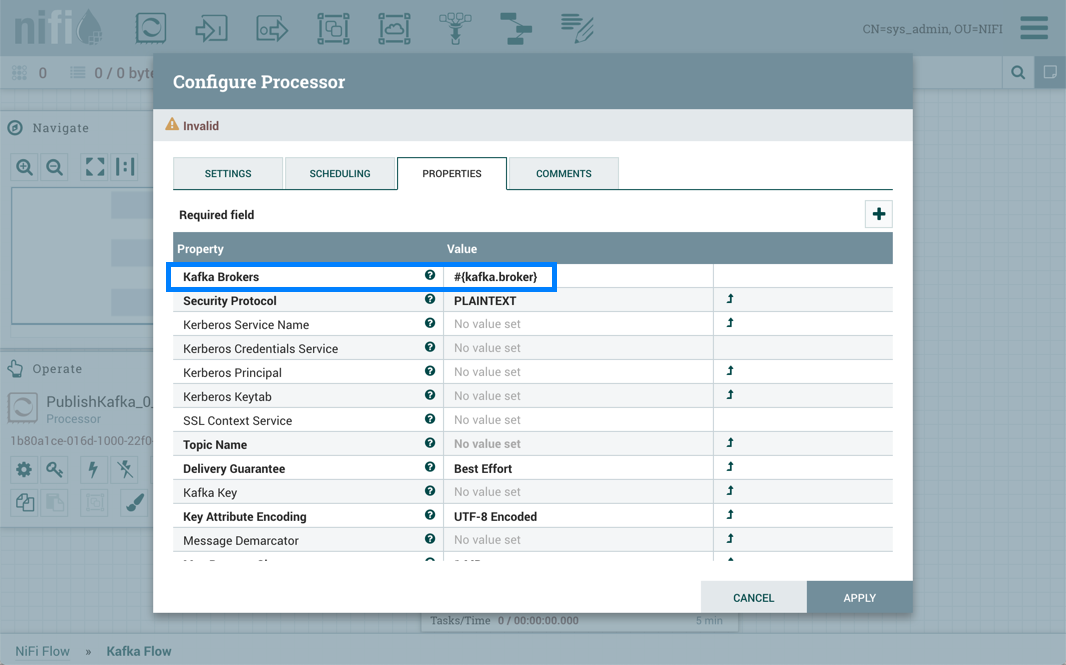 nifi
CN=sys_admin, OU=NIFI
0 0 / 0 byte
Configure Processor
Invalid
Navigate
SETTINGS SCHEDULING PROPERTIES COMMENTS
Required field
Property Value
Kafka Brokers #{kafka.broker}
Security Protocol PLAINTEXT
Kerberos Service Name No value set
Kerberos Credentials Service No value set
Kerberos Principal No value set
Kerberos Keytab No value set
SSL Context Service No value set
Topic Name No value set
Delivery Guarantee Best Effort
Kafka Key No value set
Key Attribute Encoding UTF-8 Encoded
Message Demarcator No value set
Operate
PublishKafka_0_
Processor
1b80a1ce-016d-1000-22f0
CANCEL APPLY
Tasks/Time 0 / 00:00:00.000 5 min
NiFi Flow » Kafka Flow